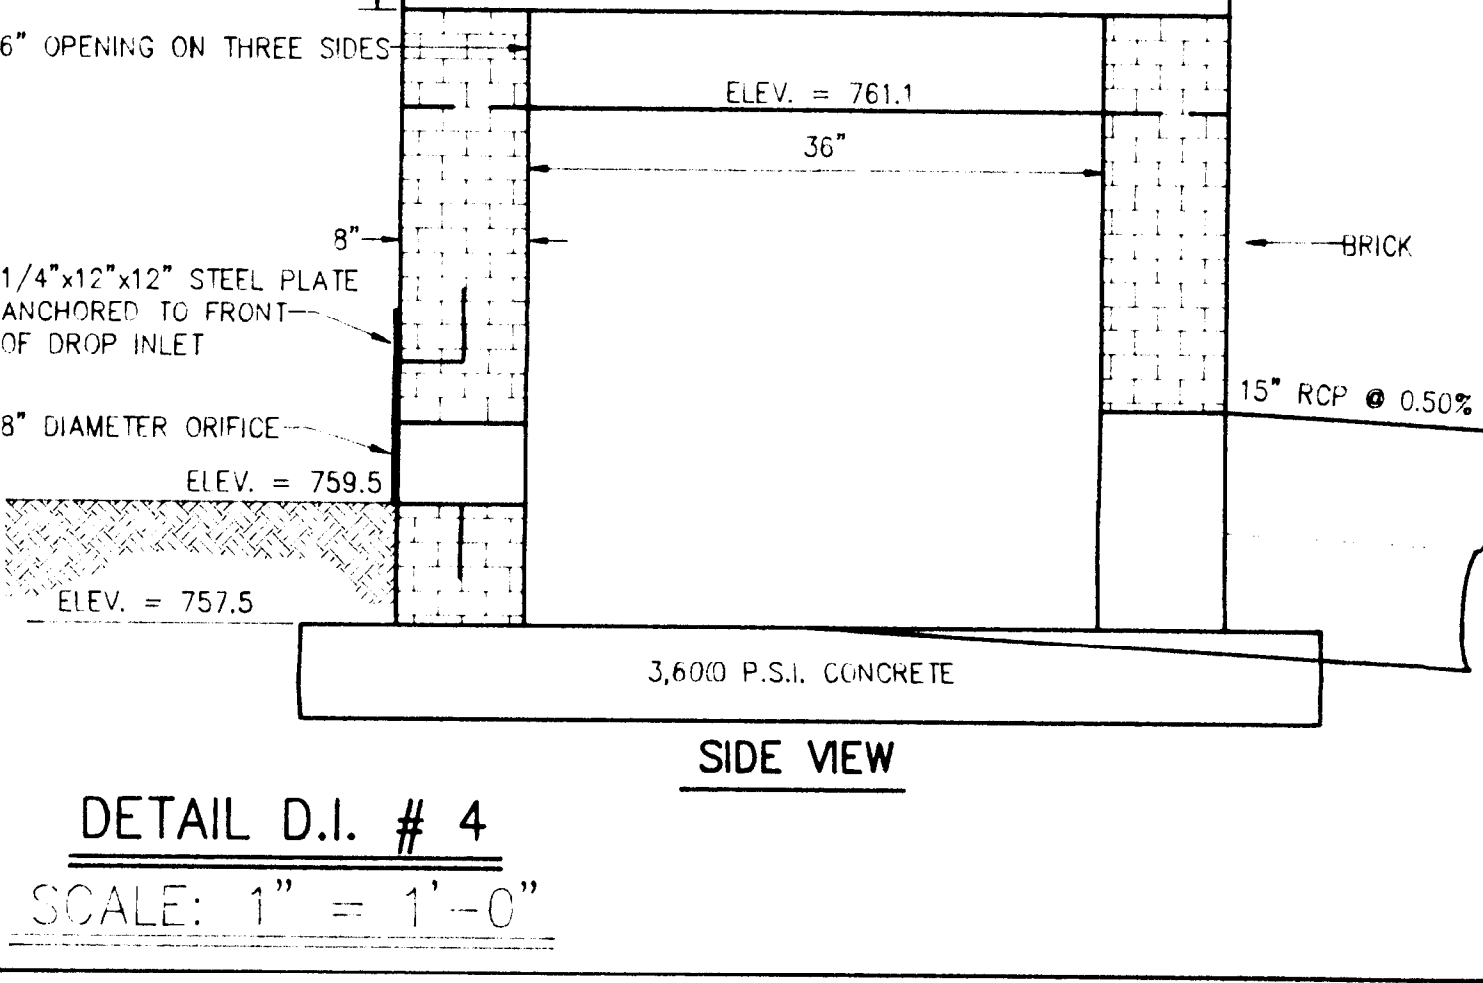 6" OPENING ON THREE SIDES
ELEV. = 761.1
36"
8"
BRICK
1/4"x12"x12" STEEL PLATE
ANCHORED TO FRONT
OF DROP INLET
15" RCP @ 0.50%
8" DIAMETER ORIFICE
ELEV. = 759.5
ELEV. = 757.5
3,600 P.S.I. CONCRETE
SIDE VIEW
DETAIL D.I. # 4
SCALE: 1" = 1'-0"